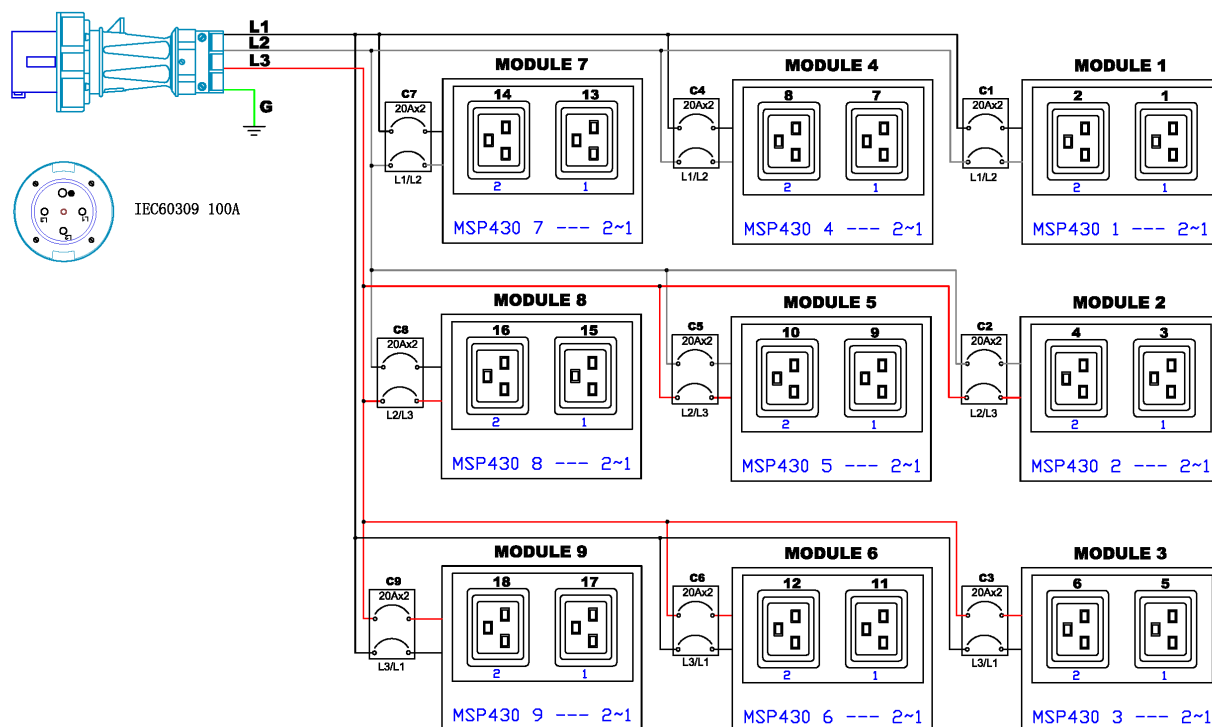 L1
L2
L3
G
IEC60309 100A
MODULE 7
C7
20Ax2
L1/L2
14 13
2 1
MSP430 7 --- 2~1
MODULE 4
C4
20Ax2
L1/L2
8 7
2 1
MSP430 4 --- 2~1
MODULE 1
C1
20Ax2
L1/L2
2 1
2 1
MSP430 1 --- 2~1
MODULE 8
C8
20Ax2
L2/L3
16 15
2 1
MSP430 8 --- 2~1
MODULE 5
C5
20Ax2
L2/L3
10 9
2 1
MSP430 5 --- 2~1
MODULE 2
C2
20Ax2
L2/L3
4 3
2 1
MSP430 2 --- 2~1
MODULE 9
C9
20Ax2
L3/L1
18 17
2 1
MSP430 9 --- 2~1
MODULE 6
C6
20Ax2
L3/L1
12 11
2 1
MSP430 6 --- 2~1
MODULE 3
C3
20Ax2
L3/L1
6 5
2 1
MSP430 3 --- 2~1